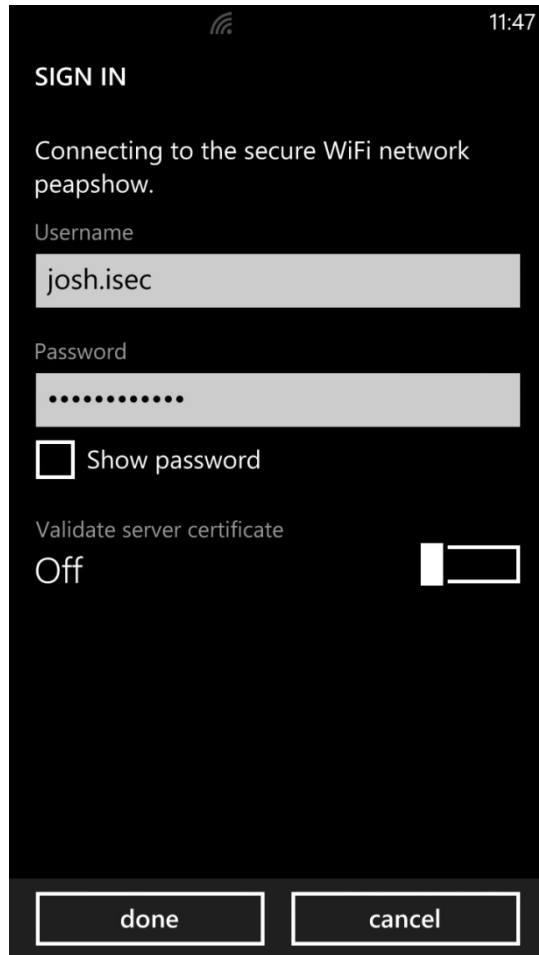 11:47
SIGN IN
Connecting to the secure WiFi network
peapshow.
Username
josh.isec
Password
••••••••••••
Show password
Validate server certificate
Off
done
cancel